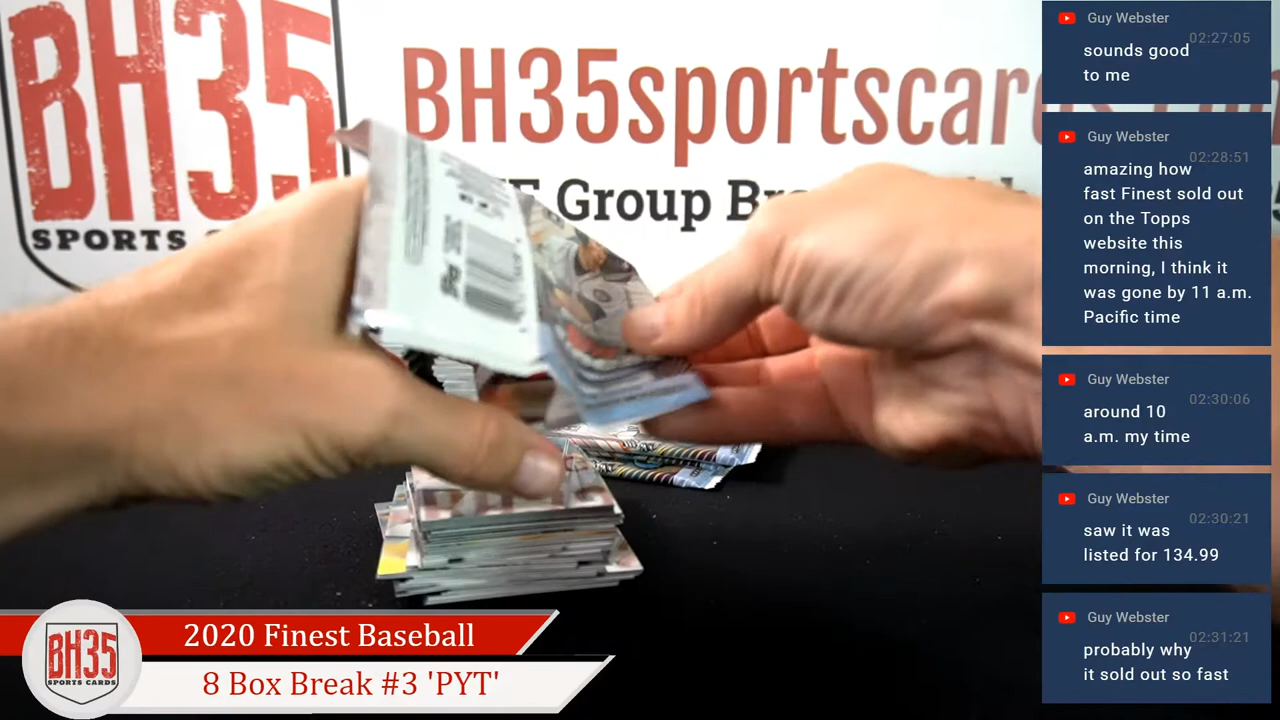 BH35
SPORTS
BH35sportscar
Group
2020 Finest Baseball
8 Box Break #3 'PYT'
BH35
SPORTS CARDS
Guy Webster
02:27:05
sounds good
to me
Guy Webster
02:28:51
amazing how
fast Finest sold out
on the Topps
website this
morning, I think it
was gone by 11 a.m.
Pacific time
Guy Webster
02:30:06
around 10
a.m. my time
Guy Webster
02:30:21
saw it was
listed for 134.99
Guy Webster
02:31:21
probably why
it sold out so fast